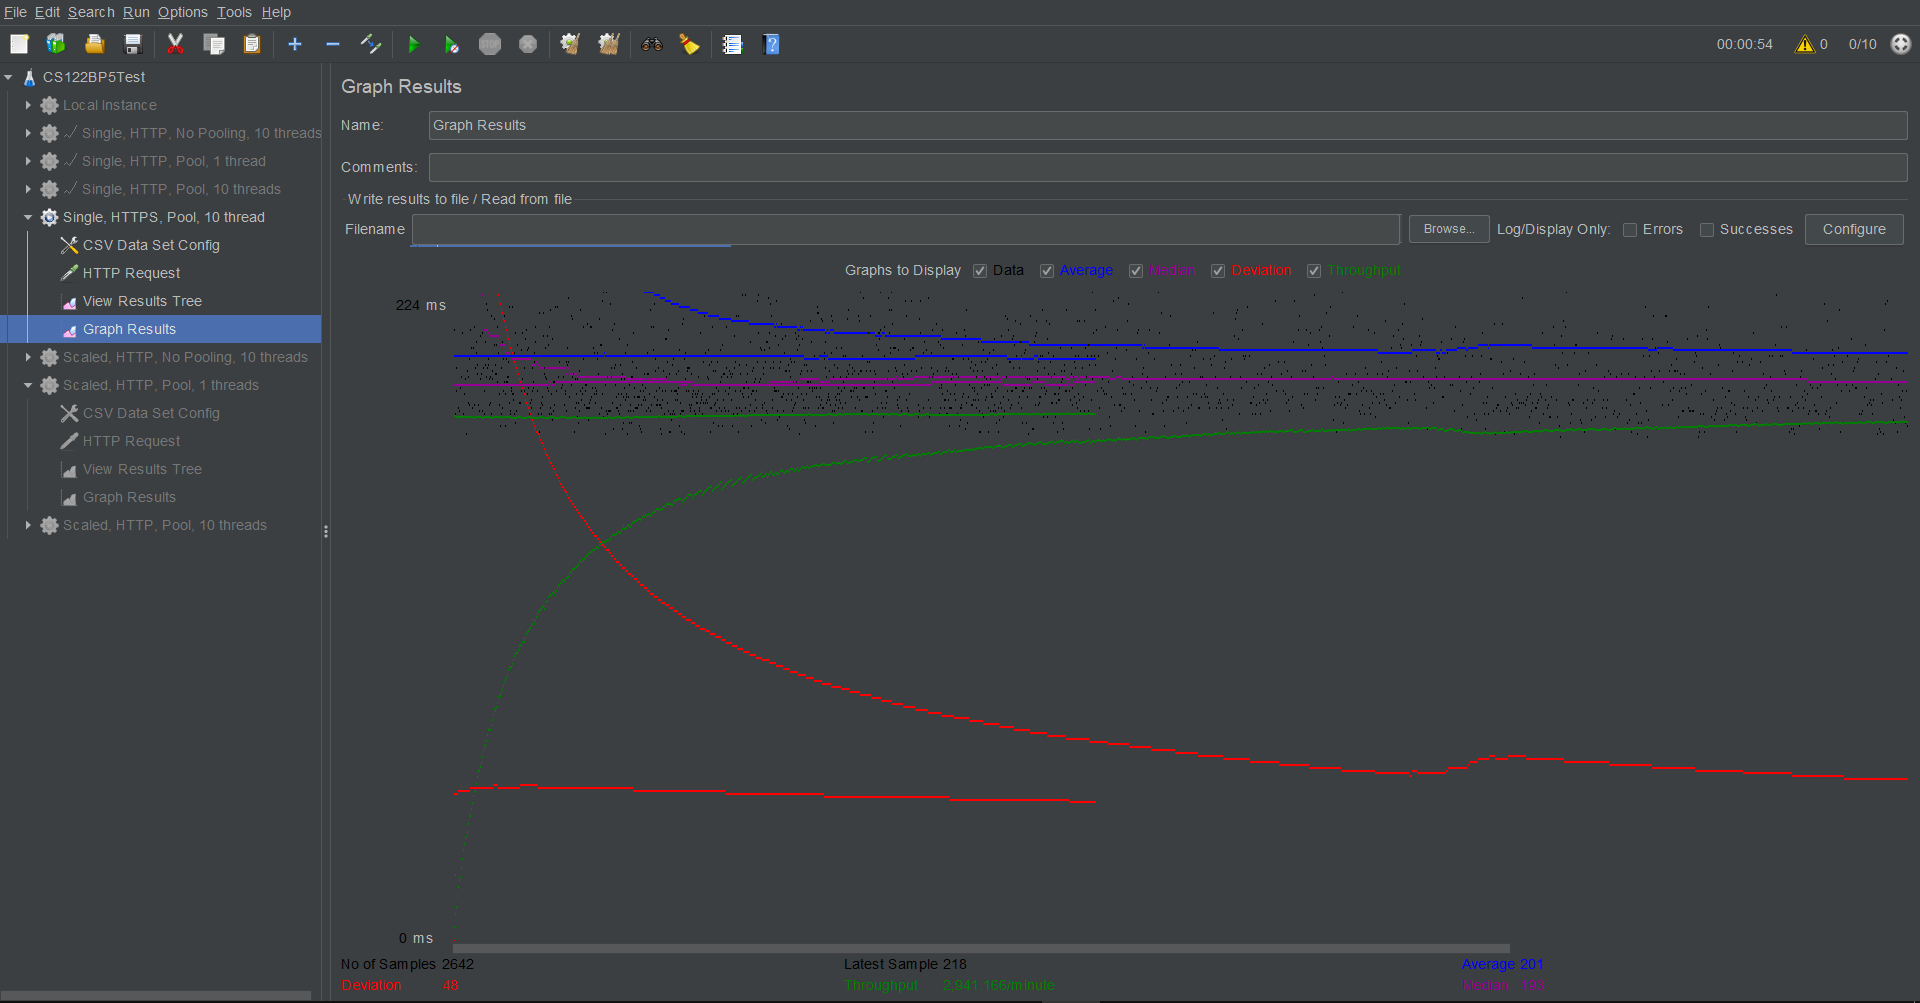 File Edit Search Run Options Tools Help
STOP
00:00:54 0 0/10
CS122BP5Test
Local Instance
Single, HTTP, No Pooling, 10 threads
Single, HTTP, Pool, 1 thread
Single, HTTP, Pool, 10 threads
Single, HTTPS, Pool, 10 thread
CSV Data Set Config
HTTP Request
View Results Tree
Graph Results
Scaled, HTTP, No Pooling, 10 threads
Scaled, HTTP, Pool, 1 threads
CSV Data Set Config
HTTP Request
View Results Tree
Graph Results
Scaled, HTTP, Pool, 10 threads
Graph Results
Name: Graph Results
Comments:
Write results to file / Read from file
Filename Browse... Log/Display Only: Errors Successes Configure
Graphs to Display Data Average Median Deviation Throughput
224 ms
0 ms
No of Samples 2642 Latest Sample 218 Average 201
Deviation 48 Throughput 2,941.166/minute Median 193